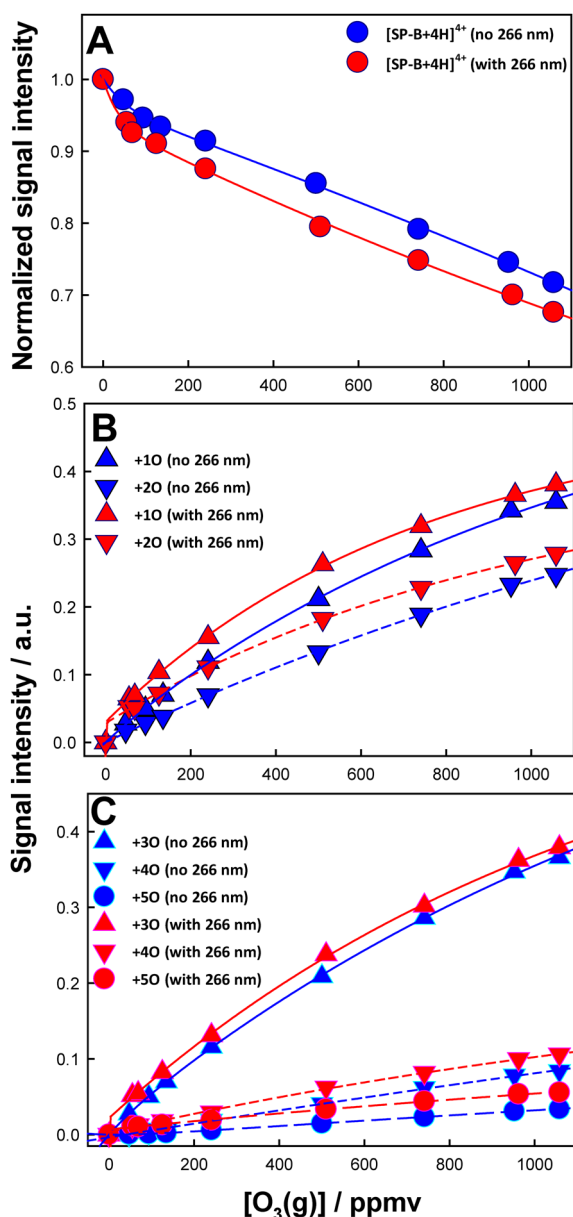 A
[SP-B+4H]⁴⁺ (no 266 nm)
[SP-B+4H]⁴⁺ (with 266 nm)
Normalized signal intensity
1.0
0.9
0.8
0.7
0.6
0 200 400 600 800 1000
B
+1O (no 266 nm)
+2O (no 266 nm)
+1O (with 266 nm)
+2O (with 266 nm)
0.5
0.4
0.3
0.2
0.1
0.0
0 200 400 600 800 1000
Signal intensity / a.u.
C
+3O (no 266 nm)
+4O (no 266 nm)
+5O (no 266 nm)
+3O (with 266 nm)
+4O (with 266 nm)
+5O (with 266 nm)
0.4
0.3
0.2
0.1
0.0
0 200 400 600 800 1000
[O₃(g)] / ppmv